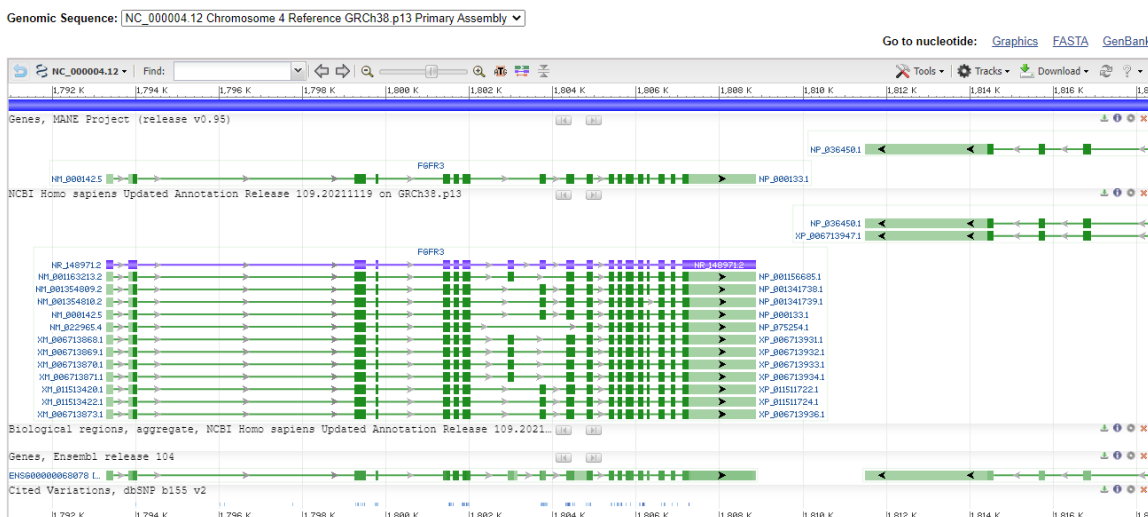 Genomic Sequence: NC_000004.12 Chromosome 4 Reference GRCh38.p13 Primary Assembly
Go to nucleotide: Graphics FASTA GenBank
NC_000004.12 Find: Tools Tracks Download ?
1,792 K 1,794 K 1,796 K 1,798 K 1,800 K 1,802 K 1,804 K 1,806 K 1,808 K 1,810 K 1,812 K 1,814 K 1,816 K 1,8
Genes, MANE Project (release v0.95)
NP_036450.1
FGFR3
NM_000142.5 NP_000133.1
NCBI Homo sapiens Updated Annotation Release 109.20211119 on GRCh38.p13
NP_036450.1
XP_006713947.1
FGFR3
NR_148971.2 NR_148971.2
NM_001163213.2 NP_001156685.1
NM_001354809.2 NP_001341738.1
NM_001354810.2 NP_001341739.1
NM_000142.5 NP_000133.1
NM_022965.4 NP_075254.1
XM_006713868.1 XP_006713931.1
XM_006713869.1 XP_006713932.1
XM_006713870.1 XP_006713933.1
XM_006713871.1 XP_006713934.1
XM_011513420.1 XP_011511722.1
XM_011513422.1 XP_011511724.1
XM_006713873.1 XP_006713936.1
Biological regions, aggregate, NCBI Homo sapiens Updated Annotation Release 109.2021...
Genes, Ensembl release 104
ENSG00000068078 [..
Cited Variations, dbSNP b155 v2
1,792 K 1,794 K 1,796 K 1,798 K 1,800 K 1,802 K 1,804 K 1,806 K 1,808 K 1,810 K 1,812 K 1,814 K 1,816 K 1,8